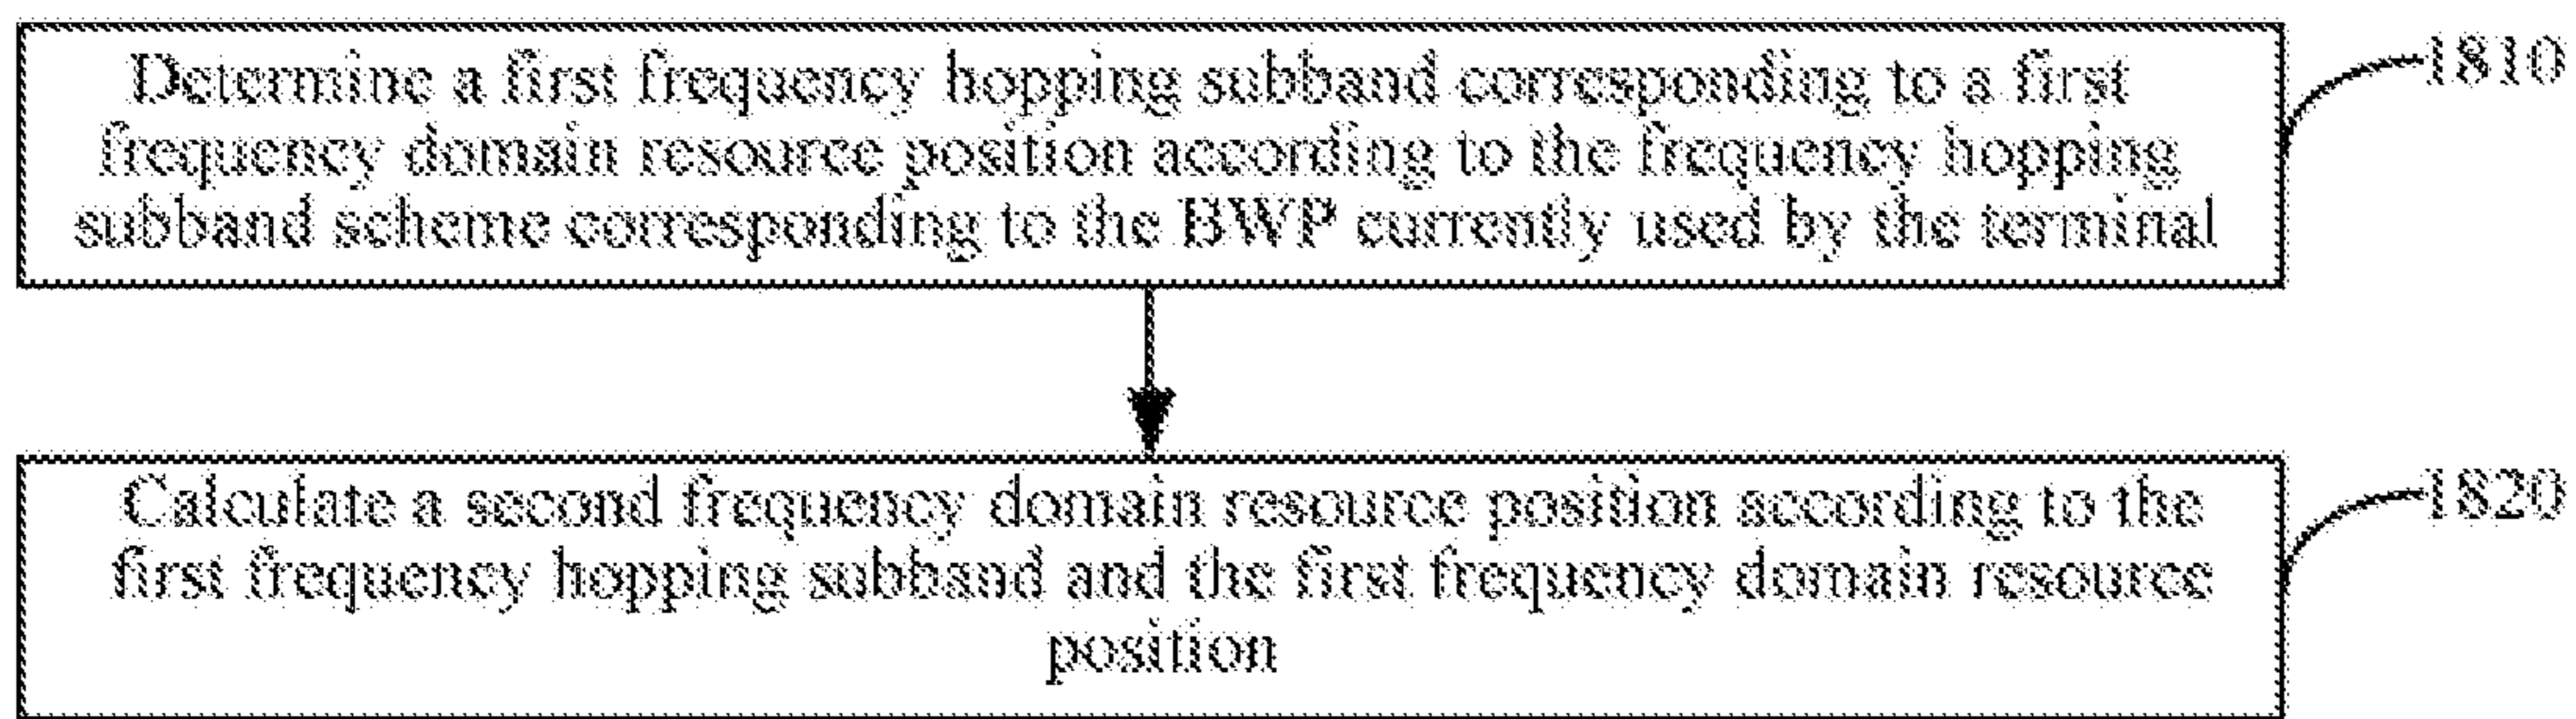 Determine a first frequency hopping subband corresponding to a first
frequency domain resource position according to the frequency hopping
subband scheme corresponding to the BWP currently used by the terminal
1810
Calculate a second frequency domain resource position according to the
first frequency hopping subband and the first frequency domain resource
position
1820